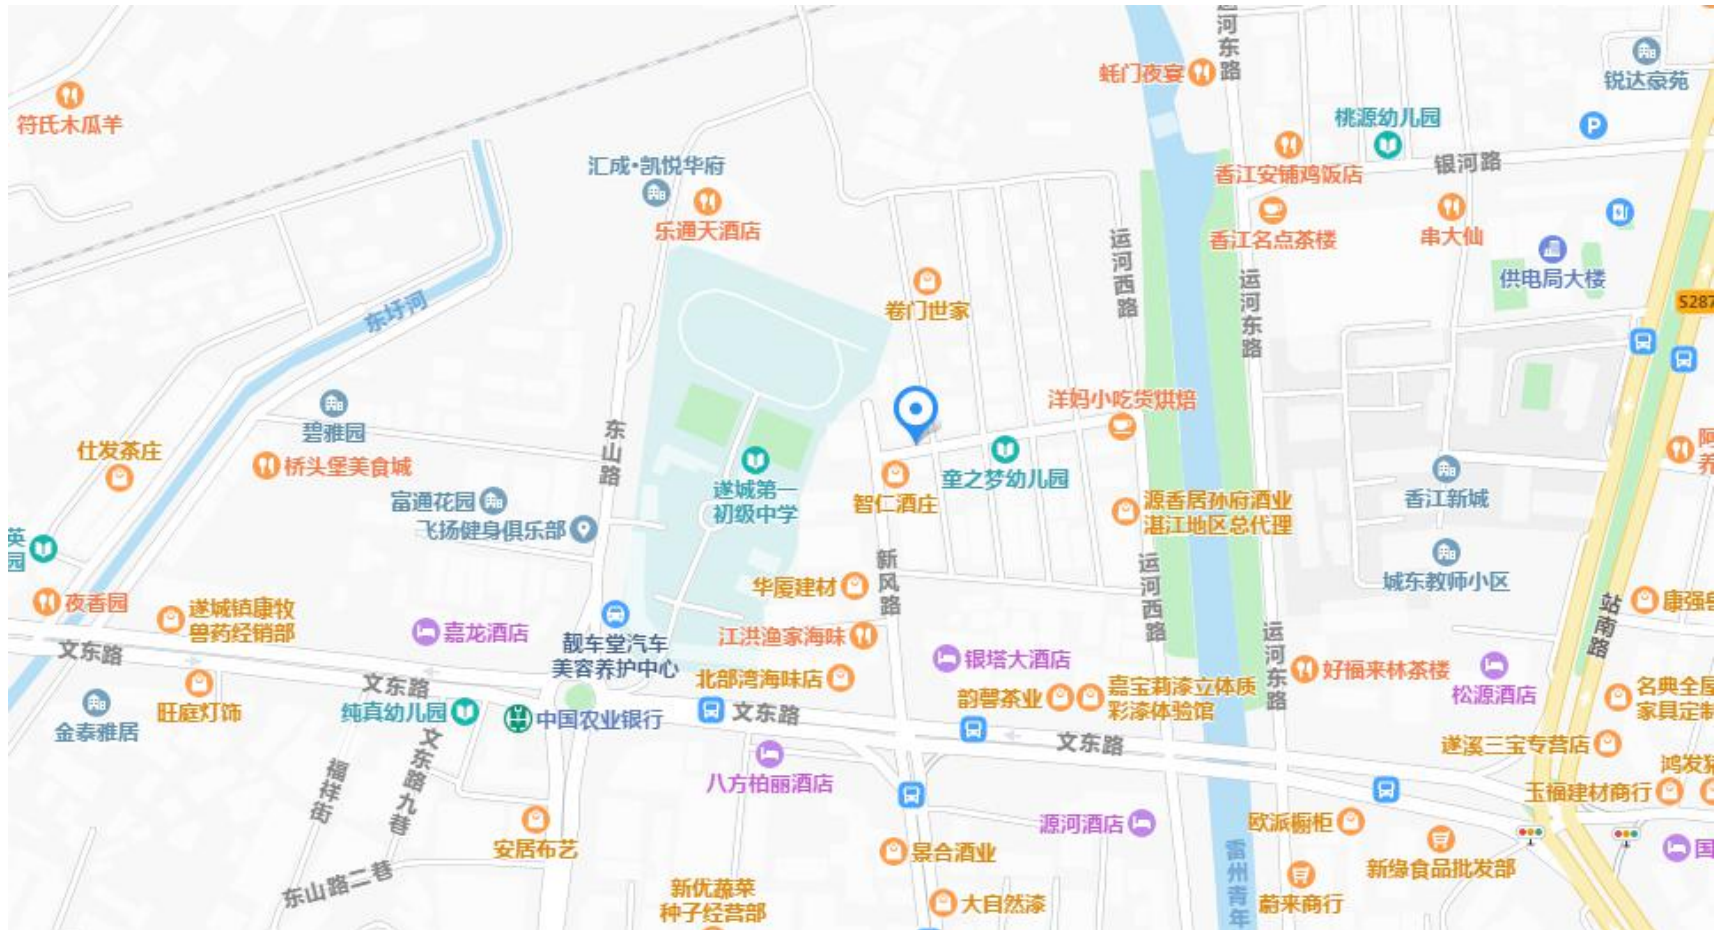 运河东路
蚝门夜宴
锐达豪苑
符氏木瓜羊
桃源幼儿园
P
银河路
汇成·凯悦华府
香江安铺鸡饭店
乐通天酒店
香江名点茶楼
串大仙
运河西路
供电局大楼
东圩河
卷门世家
运河东路
S287
碧雅园
洋妈小吃货烘焙
仕发茶庄
桥头堡美食城
东山路
遂城第一
初级中学
童之梦幼儿园
智仁酒庄
富通花园
飞扬健身俱乐部
源香居孙府酒业
湛江地区总代理
香江新城
阿
养
英
园
新风路
华厦建材
运河西路
城东教师小区
夜香园
遂城镇康牧
兽药经销部
嘉龙酒店
靓车堂汽车
美容养护中心
江洪渔家海味
康强兽
站南路
文东路
银塔大酒店
运河东路
好福来林茶楼
北部湾海味店
文东路
旺庭灯饰
金泰雅居
纯真幼儿园
中国农业银行
文东路
韵馨茶业
嘉宝莉漆立体质
彩漆体验馆
松源酒店
名典全屋
家具定制
文东路
遂溪三宝专营店
文东路九巷
福祥街
八方柏丽酒店
鸿发
玉福建材商行
源河酒店
欧派橱柜
安居布艺
景合酒业
新缘食品批发部
国
东山路二巷
雷州青年
新优蔬菜
种子经营部
大自然漆
蔚来商行